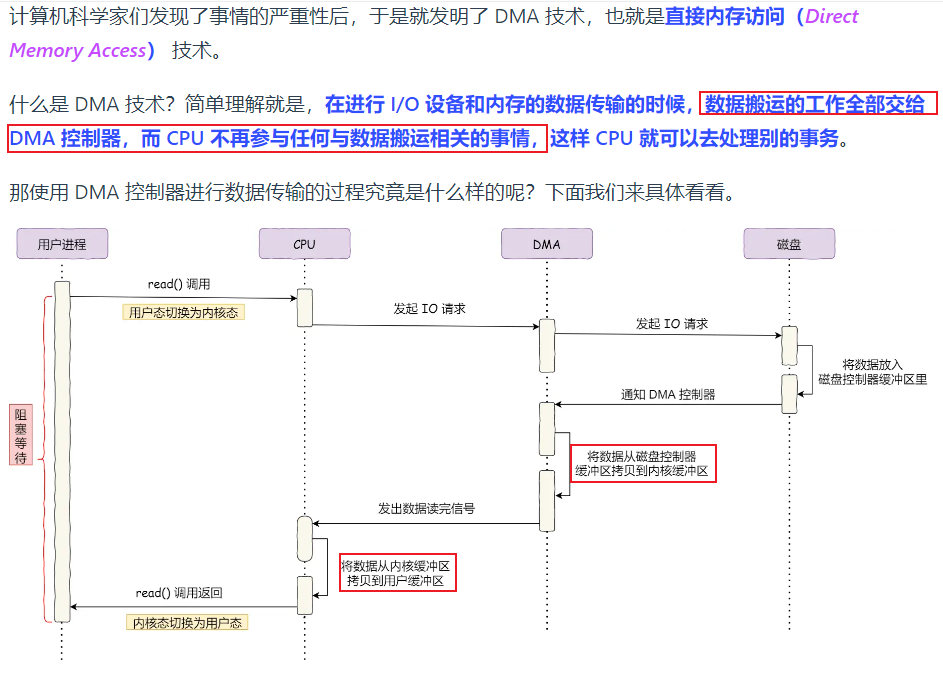 计算机科学家们发现了事情的严重性后，于是就发明了 DMA 技术，也就是直接内存访问（Direct
Memory Access） 技术。
什么是 DMA 技术？简单理解就是，在进行 I/O 设备和内存的数据传输的时候，数据搬运的工作全部交给
DMA 控制器，而 CPU 不再参与任何与数据搬运相关的事情，这样 CPU 就可以去处理别的事务。
那使用 DMA 控制器进行数据传输的过程究竟是什么样的呢？下面我们来具体看看。
用户进程
CPU
DMA
磁盘
read() 调用
用户态切换为内核态
发起 IO 请求
发起 IO 请求
将数据放入
磁盘控制器缓冲区里
通知 DMA 控制器
阻塞等待
将数据从磁盘控制器
缓冲区拷贝到内核缓冲区
发出数据读完信号
将数据从内核缓冲区
拷贝到用户缓冲区
read() 调用返回
内核态切换为用户态